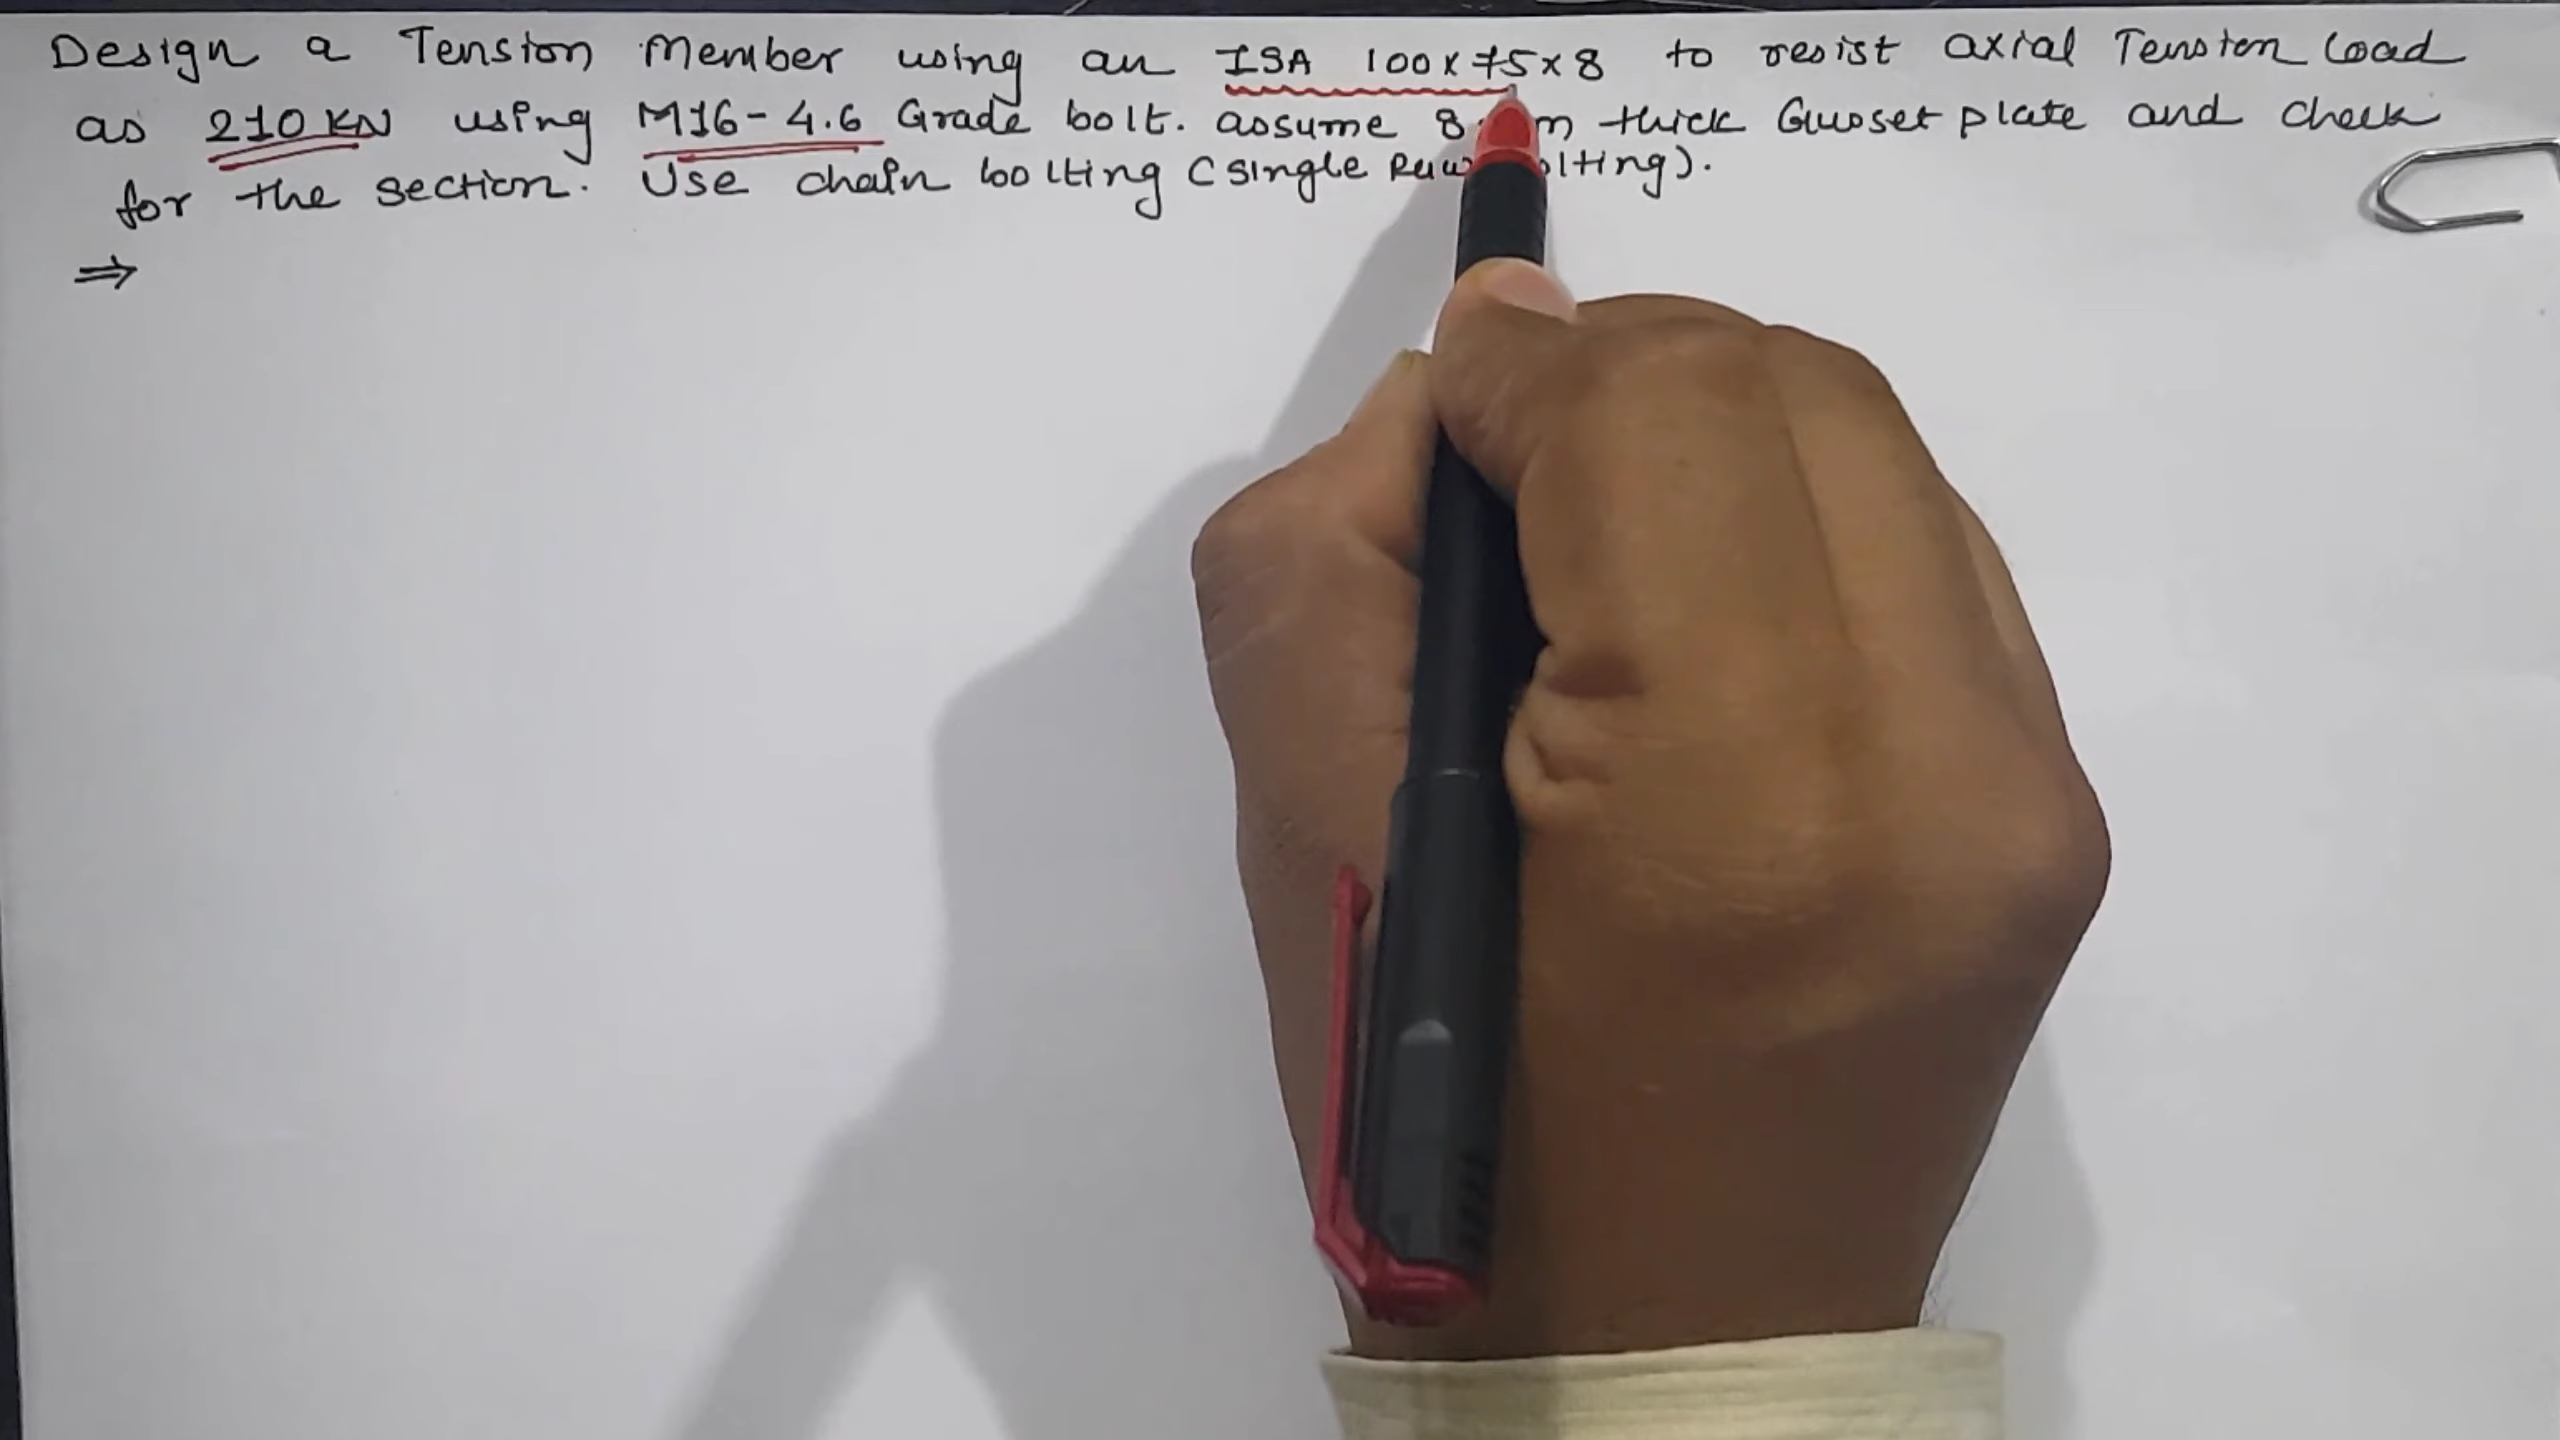 Design a Tension Member using an ISA 100x75x8 to resist axial Tension Load
as 210 KN using M16-4.6 Grade bolt. assume 8 thick Gusset plate and check
for the section. Use chain bolting (single
⇒